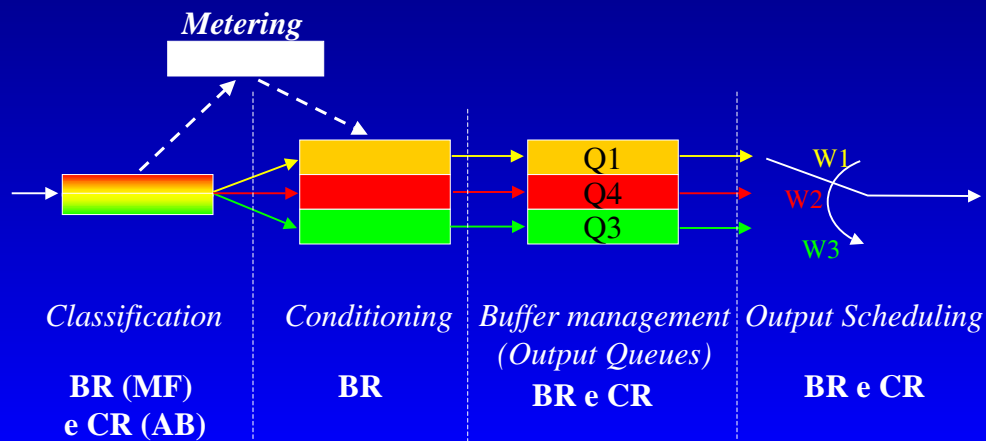 Metering
Q1
Q4
Q3
W1
W2
W3
Classification
BR (MF)
e CR (AB)
Conditioning
BR
Buffer management
(Output Queues)
BR e CR
Output Scheduling
BR e CR